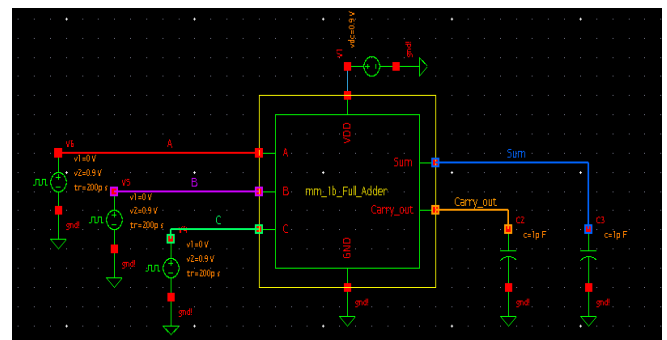 vdc=0.9 V
V1
gnd!
V6
v1=0 V
v2=0.9 V
tr=200p s
gnd!
A
V5
v1=0 V
v2=0.9 V
tr=200p s
gnd!
B
v1=0 V
v2=0.9 V
tr=200p s
gnd!
C
VDD
A
B
C
mm_1b_Full_Adder
Sum
Carry_out
GND
gnd!
Sum
Carry_out
C2
c=1p F
gnd!
C3
c=1p F
gnd!